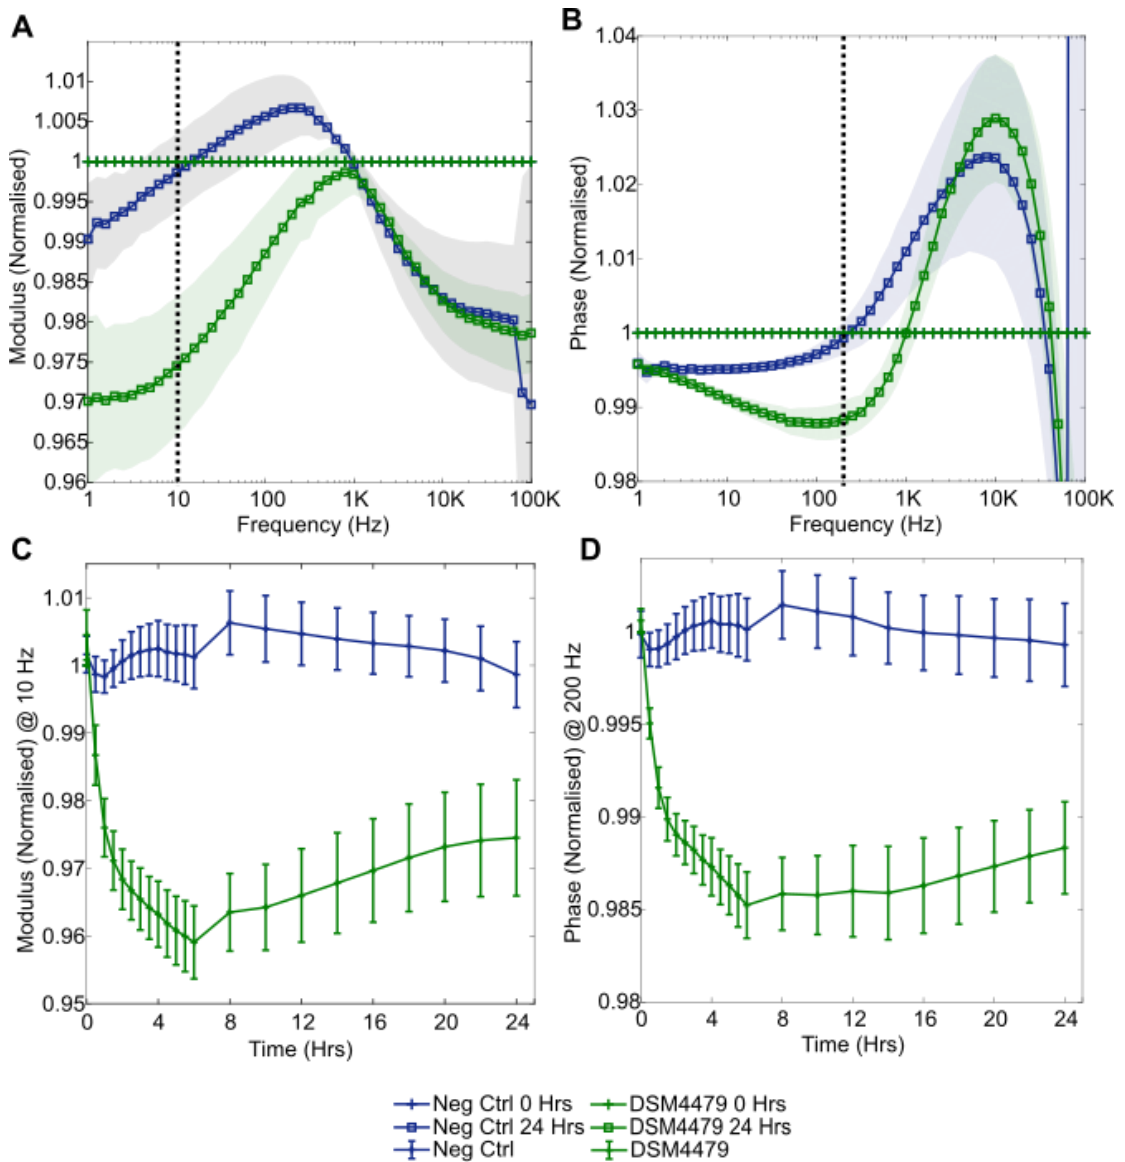 A
Modulus (Normalised)
1.01
1.005
1
0.995
0.99
0.985
0.98
0.975
0.97
0.965
0.96
1 10 100 1K 10K 100K
Frequency (Hz)
B
Phase (Normalised)
1.04
1.03
1.02
1.01
1
0.99
0.98
1 10 100 1K 10K 100K
Frequency (Hz)
C
Modulus (Normalised) @ 10 Hz
1.01
1
0.99
0.98
0.97
0.96
0.95
0 4 8 12 16 20 24
Time (Hrs)
D
Phase (Normalised) @ 200 Hz
1
0.995
0.99
0.985
0.98
0 4 8 12 16 20 24
Time (Hrs)
Neg Ctrl 0 Hrs DSM4479 0 Hrs
Neg Ctrl 24 Hrs DSM4479 24 Hrs
Neg Ctrl DSM4479